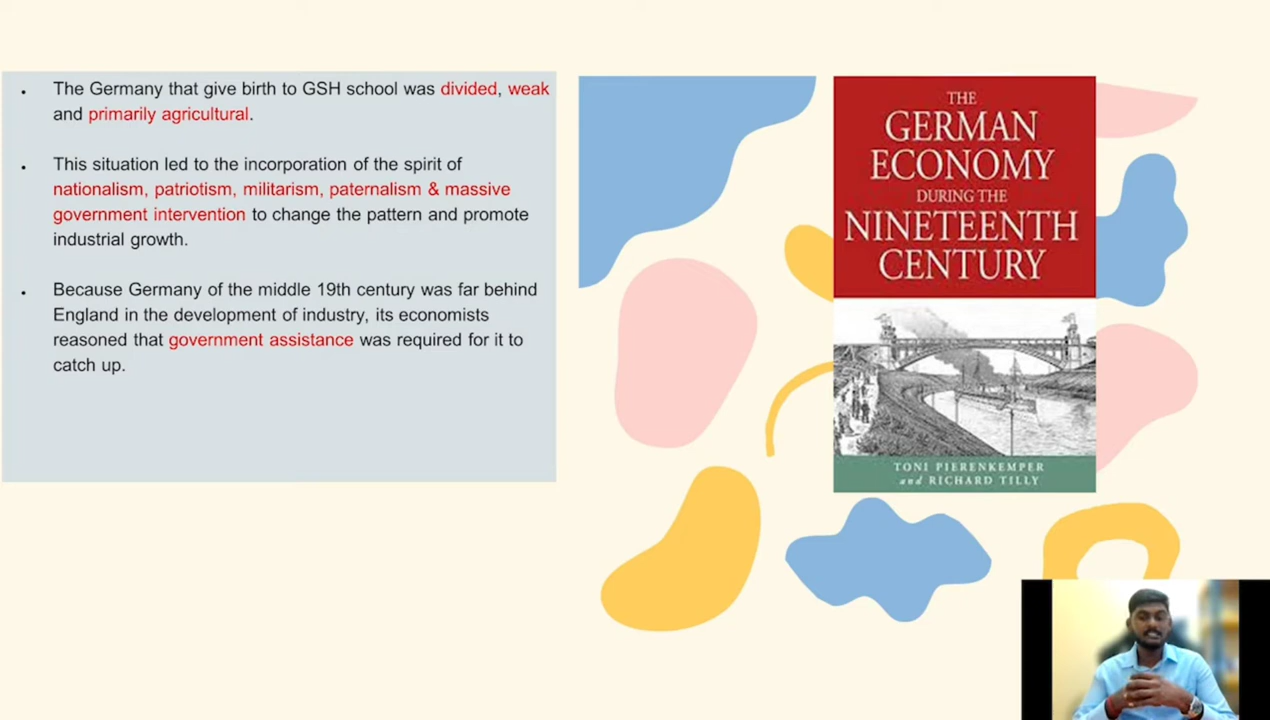 The Germany that give birth to GSH school was divided, weak
and primarily agricultural.
This situation led to the incorporation of the spirit of
nationalism, patriotism, militarism, paternalism & massive
government intervention to change the pattern and promote
industrial growth.
Because Germany of the middle 19th century was far behind
England in the development of industry, its economists
reasoned that government assistance was required for it to
catch up.
THE
GERMAN
ECONOMY
DURING THE
NINETEENTH
CENTURY
TONI PIERENKEMPER
and RICHARD TILLY